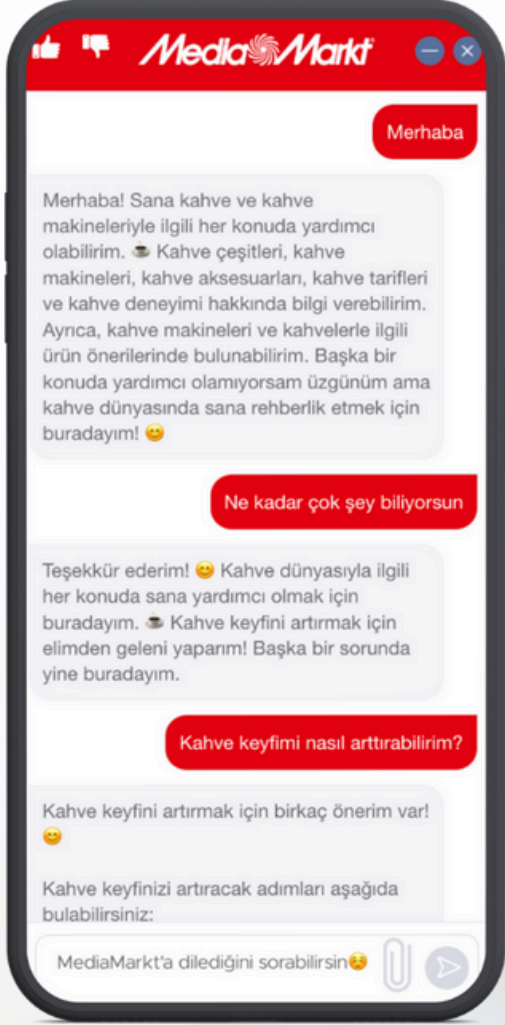 MediaMarkt
Merhaba
Merhaba! Sana kahve ve kahve
makineleriyle ilgili her konuda yardımcı
olabilirim. ☕ Kahve çeşitleri, kahve
makineleri, kahve aksesuarları, kahve tarifleri
ve kahve deneyimi hakkında bilgi verebilirim.
Ayrıca, kahve makineleri ve kahvelerle ilgili
ürün önerilerinde bulunabilirim. Başka bir
konuda yardımcı olamıyorsam üzgünüm ama
kahve dünyasında sana rehberlik etmek için
buradayım! 😊
Ne kadar çok şey biliyorsun
Teşekkür ederim! 😊 Kahve dünyasıyla ilgili
her konuda sana yardımcı olmak için
buradayım. ☕ Kahve keyfini artırmak için
elimden geleni yaparım! Başka bir sorunda
yine buradayım.
Kahve keyfimi nasıl arttırabilirim?
Kahve keyfini artırmak için birkaç önerim var!
😊
Kahve keyfinizi artıracak adımları aşağıda
bulabilirsiniz:
MediaMarkt'a dilediğini sorabilirsin☺️